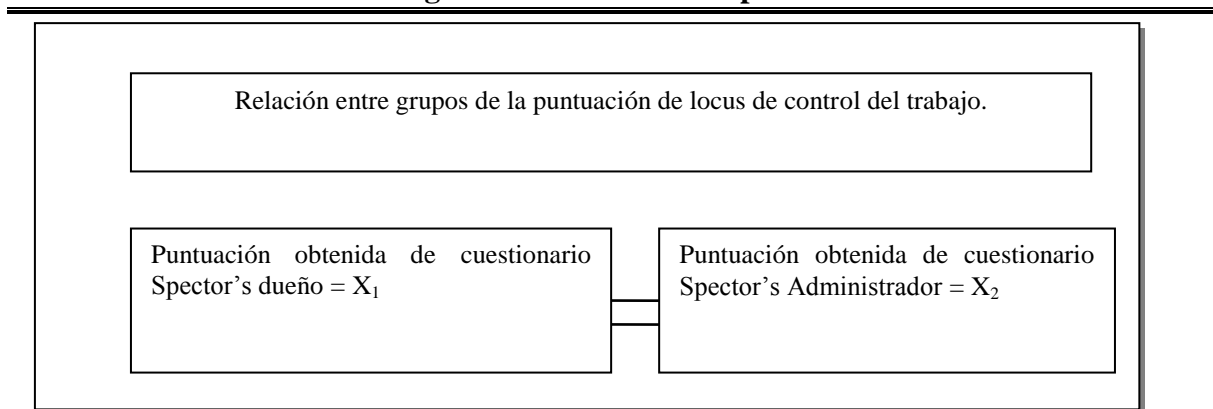 Relación entre grupos de la puntuación de locus de control del trabajo.
Puntuación obtenida de cuestionario
Spector’s dueño = X₁
Puntuación obtenida de cuestionario
Spector’s Administrador = X₂